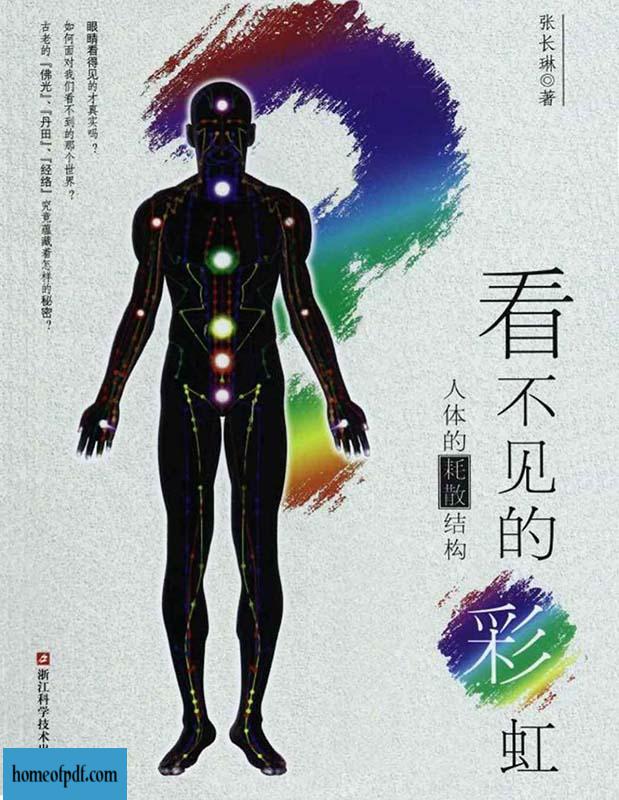 张长琳◎著
看不见的彩虹
人体的耗散结构
眼睛看得见的才真实吗？
如何面对我们看不到的那个世界？
古老的『佛光』、『丹田』、『经络』究竟蕴藏着怎样的秘密？
浙江科学技术出
homeofpdf.com